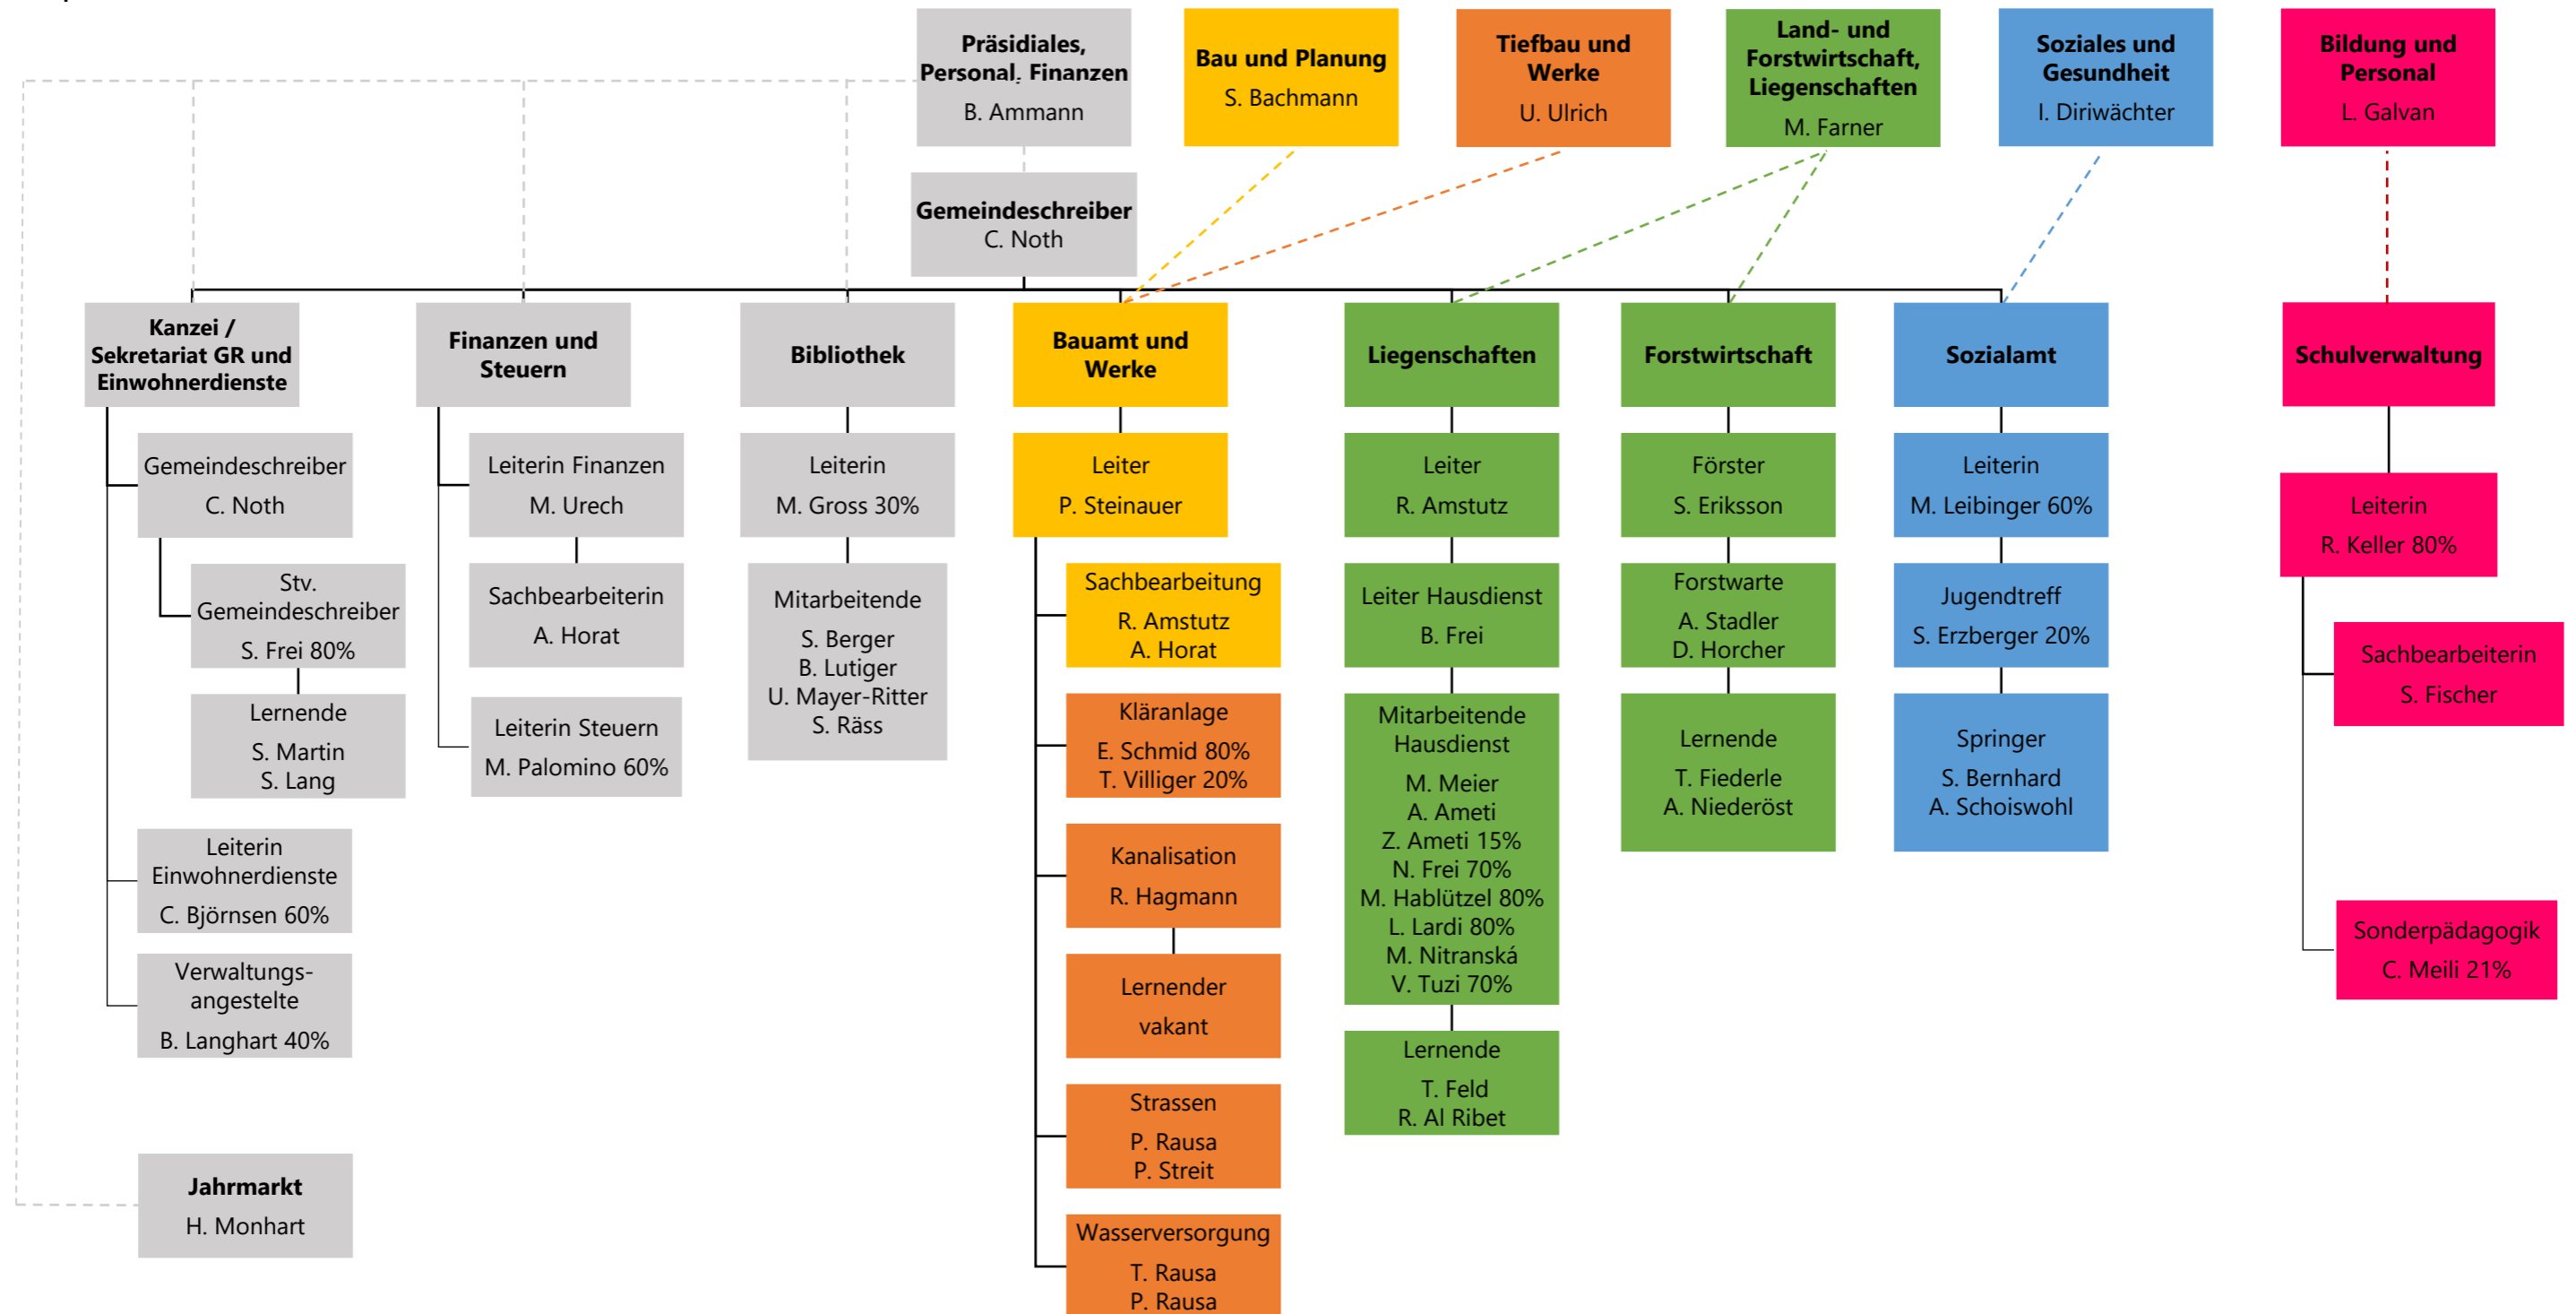 Präsidiales,
Personal, Finanzen
B. Ammann
Bau und Planung
S. Bachmann
Tiefbau und
Werke
U. Ulrich
Land- und
Forstwirtschaft,
Liegenschaften
M. Farner
Soziales und
Gesundheit
I. Diriwächter
Bildung und
Personal
L. Galvan
Gemeindeschreiber
C. Noth
Kanzei /
Sekretariat GR und
Einwohnerdienste
Finanzen und
Steuern
Bibliothek
Bauamt und
Werke
Liegenschaften
Forstwirtschaft
Sozialamt
Schulverwaltung
Gemeindeschreiber
C. Noth
Stv.
Gemeindeschreiber
S. Frei 80%
Lernende
S. Martin
S. Lang
Leiterin
Einwohnerdienste
C. Björnsen 60%
Verwaltungs-
angestelte
B. Langhart 40%
Jahrmarkt
H. Monhart
Leiterin Finanzen
M. Urech
Sachbearbeiterin
A. Horat
Leiterin Steuern
M. Palomino 60%
Leiterin
M. Gross 30%
Mitarbeitende
S. Berger
B. Lutiger
U. Mayer-Ritter
S. Räss
Leiter
P. Steinauer
Sachbearbeitung
R. Amstutz
A. Horat
Kläranlage
E. Schmid 80%
T. Villiger 20%
Kanalisation
R. Hagmann
Lernender
vakant
Strassen
P. Rausa
P. Streit
Wasserversorgung
T. Rausa
P. Rausa
Leiter
R. Amstutz
Leiter Hausdienst
B. Frei
Mitarbeitende
Hausdienst
M. Meier
A. Ameti
Z. Ameti 15%
N. Frei 70%
M. Hablützel 80%
L. Lardi 80%
M. Nitranská
V. Tuzi 70%
Lernende
T. Feld
R. Al Ribet
Förster
S. Eriksson
Forstwarte
A. Stadler
D. Horcher
Lernende
T. Fiederle
A. Niederöst
Leiterin
M. Leibinger 60%
Jugendtreff
S. Erzberger 20%
Springer
S. Bernhard
A. Schoiswohl
Leiterin
R. Keller 80%
Sachbearbeiterin
S. Fischer
Sonderpädagogik
C. Meili 21%